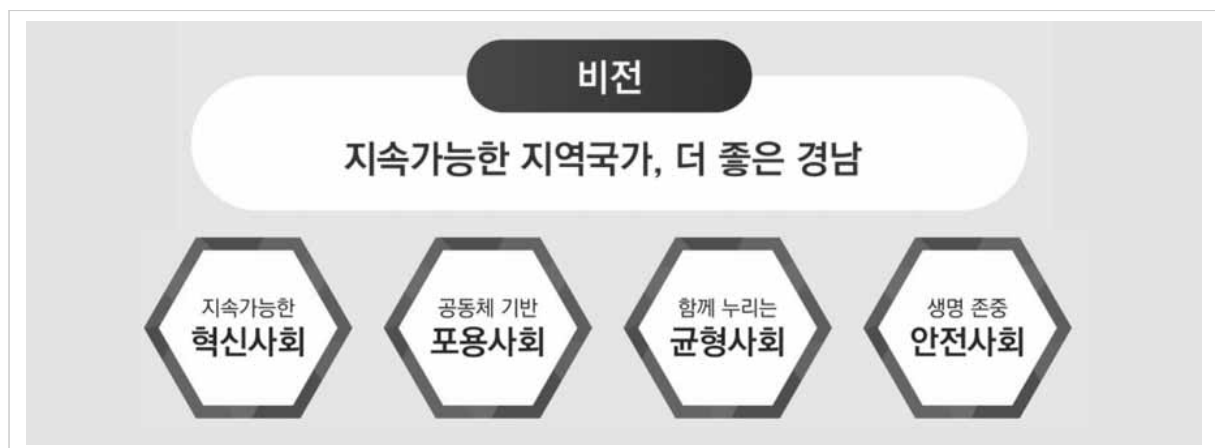 비전
지속가능한 지역국가, 더 좋은 경남
지속가능한
혁신사회
공동체 기반
포용사회
함께 누리는
균형사회
생명 존중
안전사회